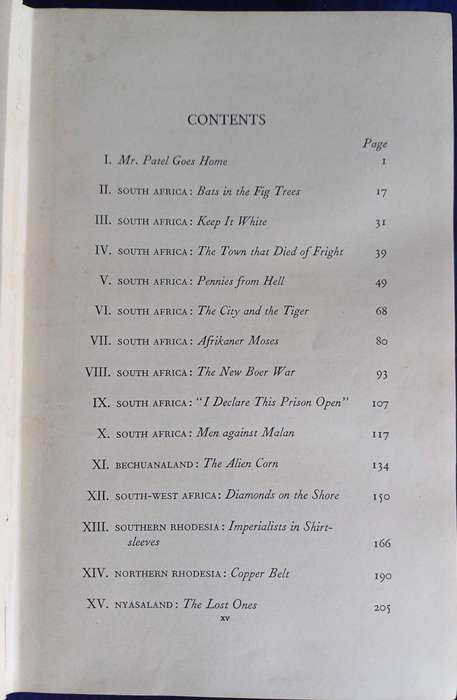 CONTENTS
Page
I. Mr. Patel Goes Home 1
II. SOUTH AFRICA: Bats in the Fig Trees 17
III. SOUTH AFRICA: Keep It White 31
IV. SOUTH AFRICA: The Town that Died of Fright 39
V. SOUTH AFRICA: Pennies from Hell 49
VI. SOUTH AFRICA: The City and the Tiger 68
VII. SOUTH AFRICA: Afrikaner Moses 80
VIII. SOUTH AFRICA: The New Boer War 93
IX. SOUTH AFRICA: "I Declare This Prison Open" 107
X. SOUTH AFRICA: Men against Malan 117
XI. BECHUANALAND: The Alien Corn 134
XII. SOUTH-WEST AFRICA: Diamonds on the Shore 150
XIII. SOUTHERN RHODESIA: Imperialists in Shirt-
sleeves 166
XIV. NORTHERN RHODESIA: Copper Belt 190
XV. NYASALAND: The Lost Ones 205
xv